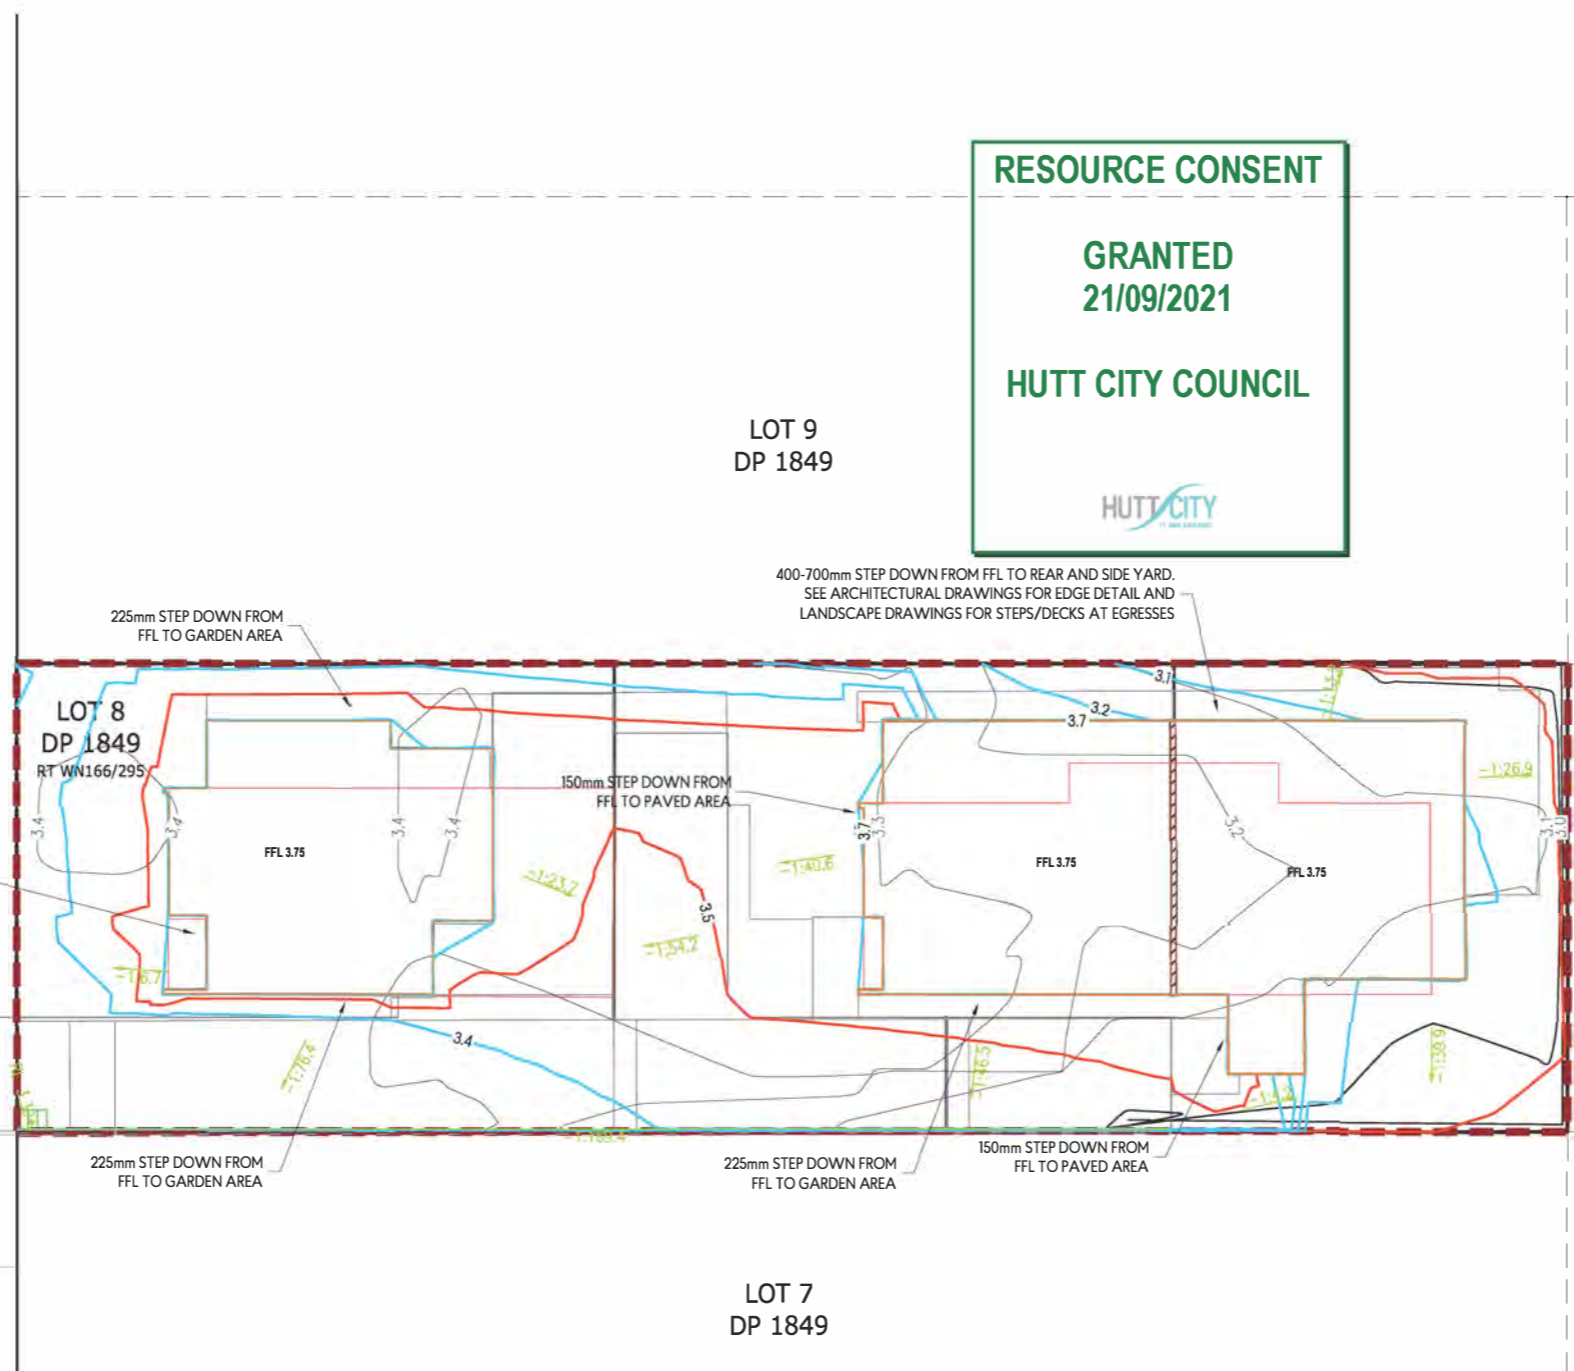 RESOURCE CONSENT
GRANTED
21/09/2021
HUTT CITY COUNCIL
HUTT CITY
LOT 9
DP 1849
400-700mm STEP DOWN FROM FFL TO REAR AND SIDE YARD.
SEE ARCHITECTURAL DRAWINGS FOR EDGE DETAIL AND
LANDSCAPE DRAWINGS FOR STEPS/DECKS AT EGRESSES
225mm STEP DOWN FROM
FFL TO GARDEN AREA
LOT 8
DP 1849
RT WN166/295
3.1
3.2
3.7
-1:26.9
150mm STEP DOWN FROM
FFL TO PAVED AREA
3.4
3.4
3.4
3.4
3.7
3.3
3.2
3.1
3.0
FFL 3.75
FFL 3.75
FFL 3.75
-1:40.6
-1:23.7
3.5
-1:54.2
-1:6.7
3.4
-1:76.4
-1:46.5
-1:39.9
225mm STEP DOWN FROM
FFL TO GARDEN AREA
225mm STEP DOWN FROM
FFL TO GARDEN AREA
150mm STEP DOWN FROM
FFL TO PAVED AREA
LOT 7
DP 1849